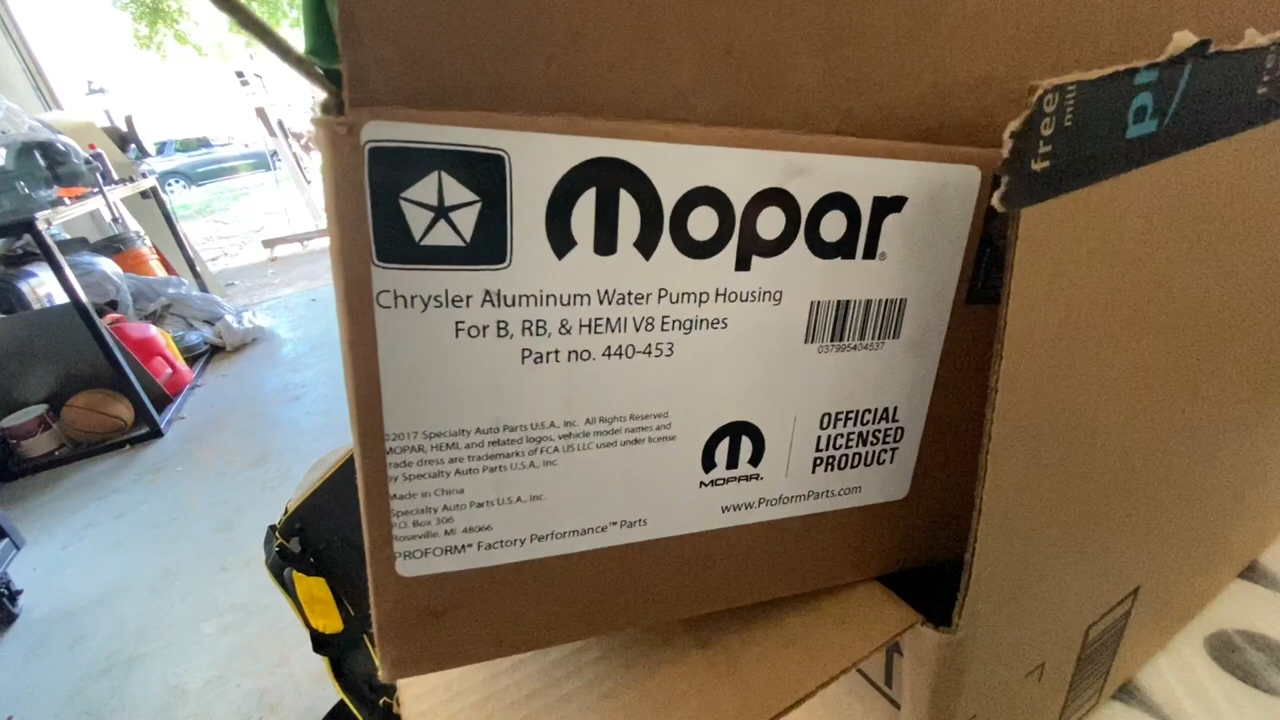 Mopar®
Chrysler Aluminum Water Pump Housing
For B, RB, & HEMI V8 Engines
Part no. 440-453
037995404537
©2017 Specialty Auto Parts U.S.A., Inc. All Rights Reserved
MOPAR, HEMI, and related logos, vehicle model names and
trade dress are trademarks of FCA US LLC used under license
by Specialty Auto Parts U.S.A., Inc.
Made in China
Specialty Auto Parts U.S.A., Inc.
P.O. Box 306
Roseville, MI 48066
PROFORM® Factory Performance™ Parts
MOPAR®
OFFICIAL
LICENSED
PRODUCT
www.ProformParts.com
free